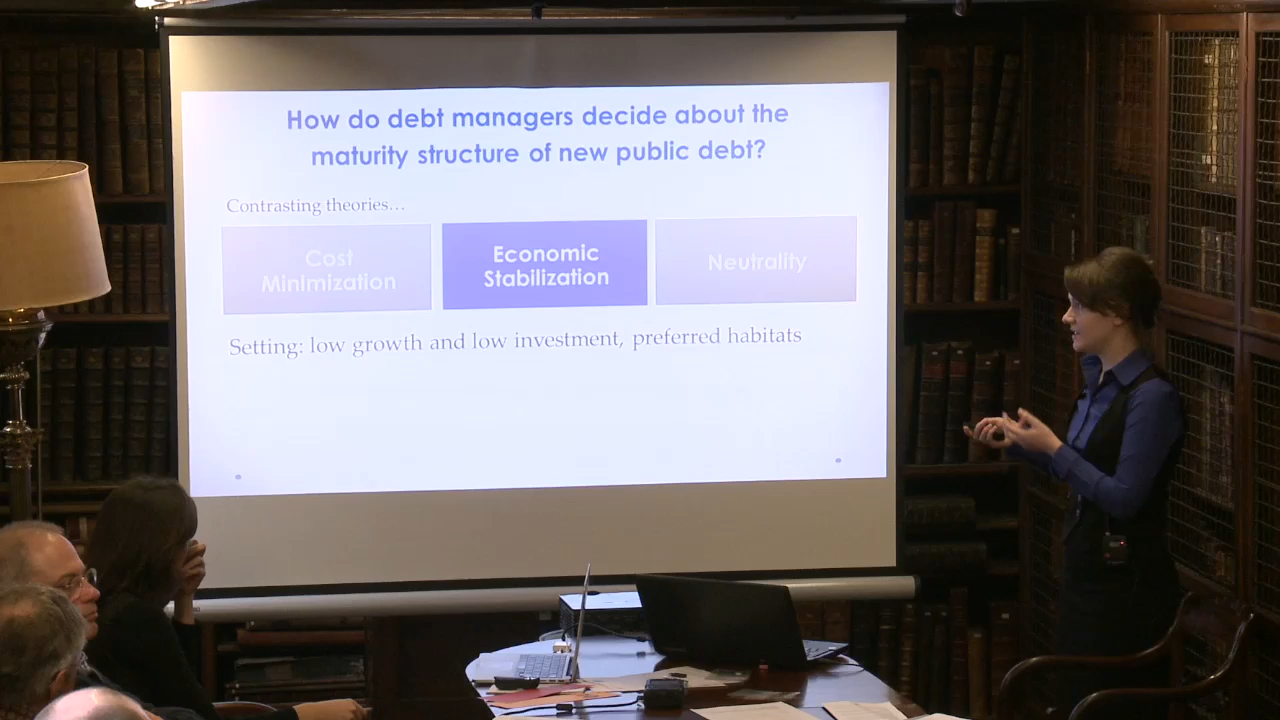 How do debt managers decide about the
maturity structure of new public debt?
Contrasting theories…
Cost
Minimization
Economic
Stabilization
Neutrality
Setting: low growth and low investment, preferred habitats